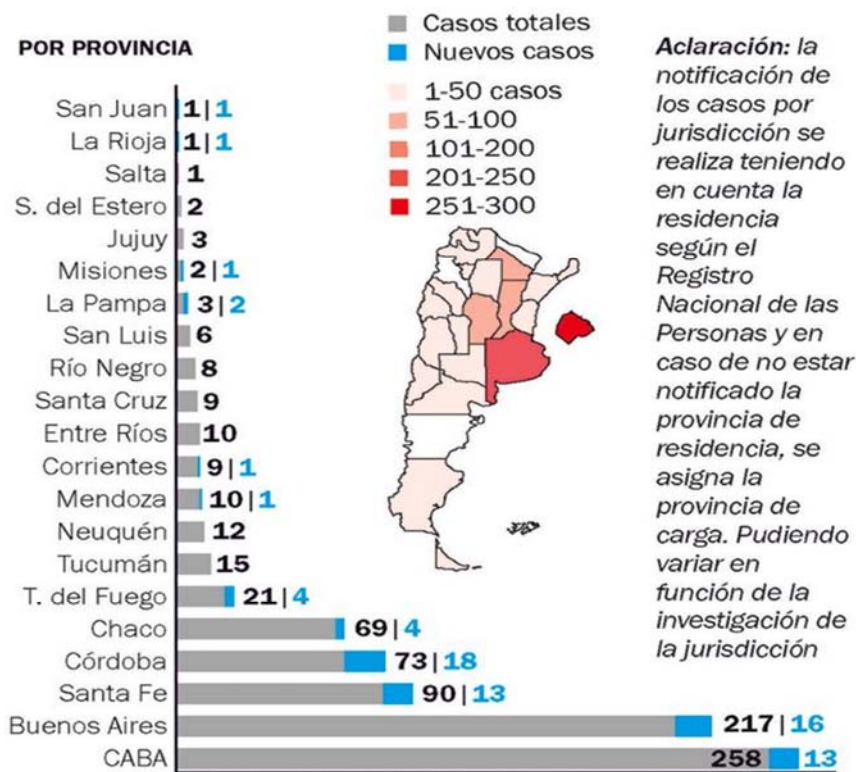 POR PROVINCIA
Casos totales
Nuevos casos
1-50 casos
51-100
101-200
201-250
251-300
San Juan 1|1
La Rioja 1|1
Salta 1
S. del Estero 2
Jujuy 3
Misiones 2|1
La Pampa 3|2
San Luis 6
Río Negro 8
Santa Cruz 9
Entre Ríos 10
Corrientes 9|1
Mendoza 10|1
Neuquén 12
Tucumán 15
T. del Fuego 21|4
Chaco 69|4
Córdoba 73|18
Santa Fe 90|13
Buenos Aires 217|16
CABA 258 13
Aclaración: la
notificación de
los casos por
jurisdicción se
realiza teniendo
en cuenta la
residencia
según el
Registro
Nacional de las
Personas y en
caso de no estar
notificado la
provincia de
residencia, se
asigna la
provincia de
carga. Pudiendo
variar en
función de la
investigación de
la jurisdicción